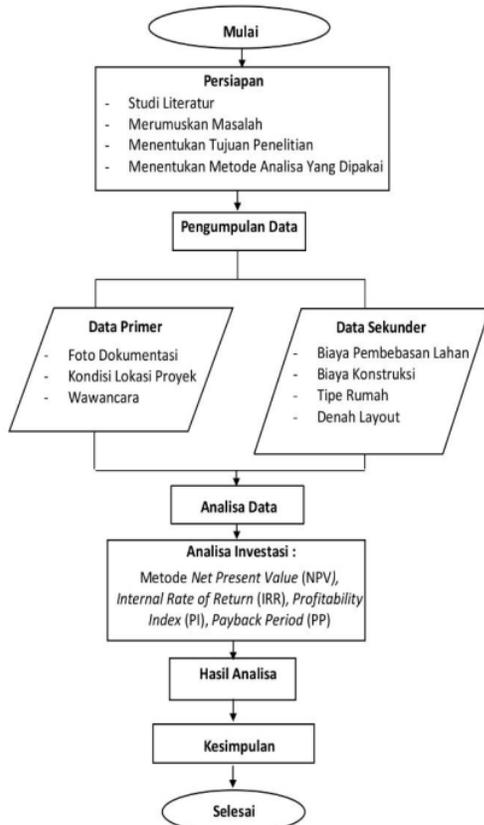 Mulai
Persiapan
- Studi Literatur
- Merumuskan Masalah
- Menentukan Tujuan Penelitian
- Menentukan Metode Analisa Yang Dipakai
Pengumpulan Data
Data Primer
- Foto Dokumentasi
- Kondisi Lokasi Proyek
- Wawancara
Data Sekunder
- Biaya Pembebasan Lahan
- Biaya Konstruksi
- Tipe Rumah
- Denah Layout
Analisa Data
Analisa Investasi :
Metode Net Present Value (NPV),
Internal Rate of Return (IRR), Profitability
Index (PI), Payback Period (PP)
Hasil Analisa
Kesimpulan
Selesai